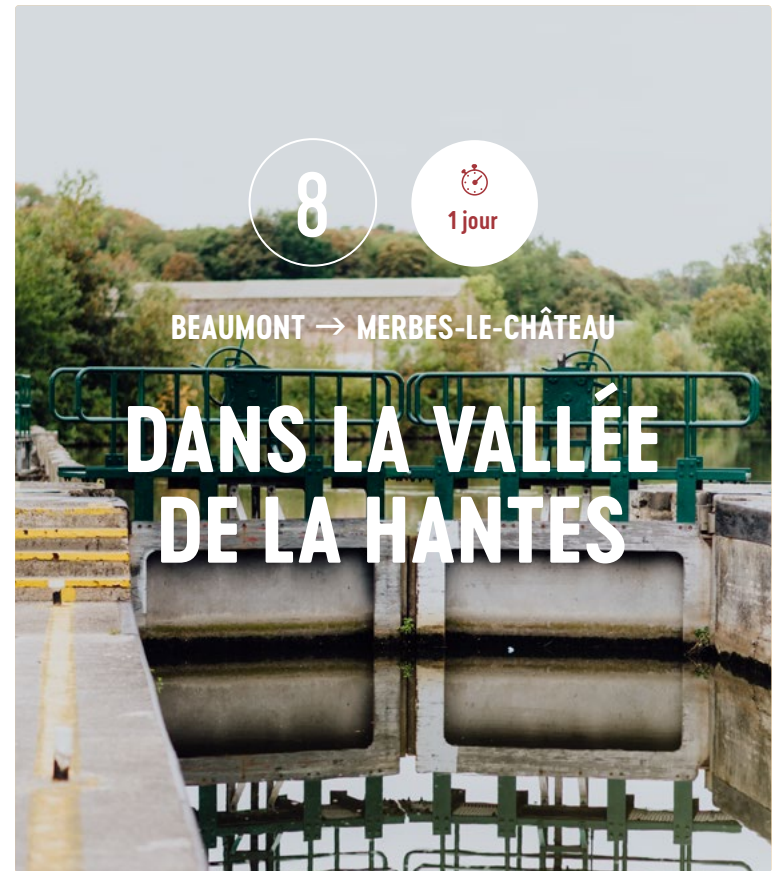 8
1 jour
BEAUMONT → MERBES-LE-CHÂTEAU
DANS LA VALLÉE
DE LA HANTES